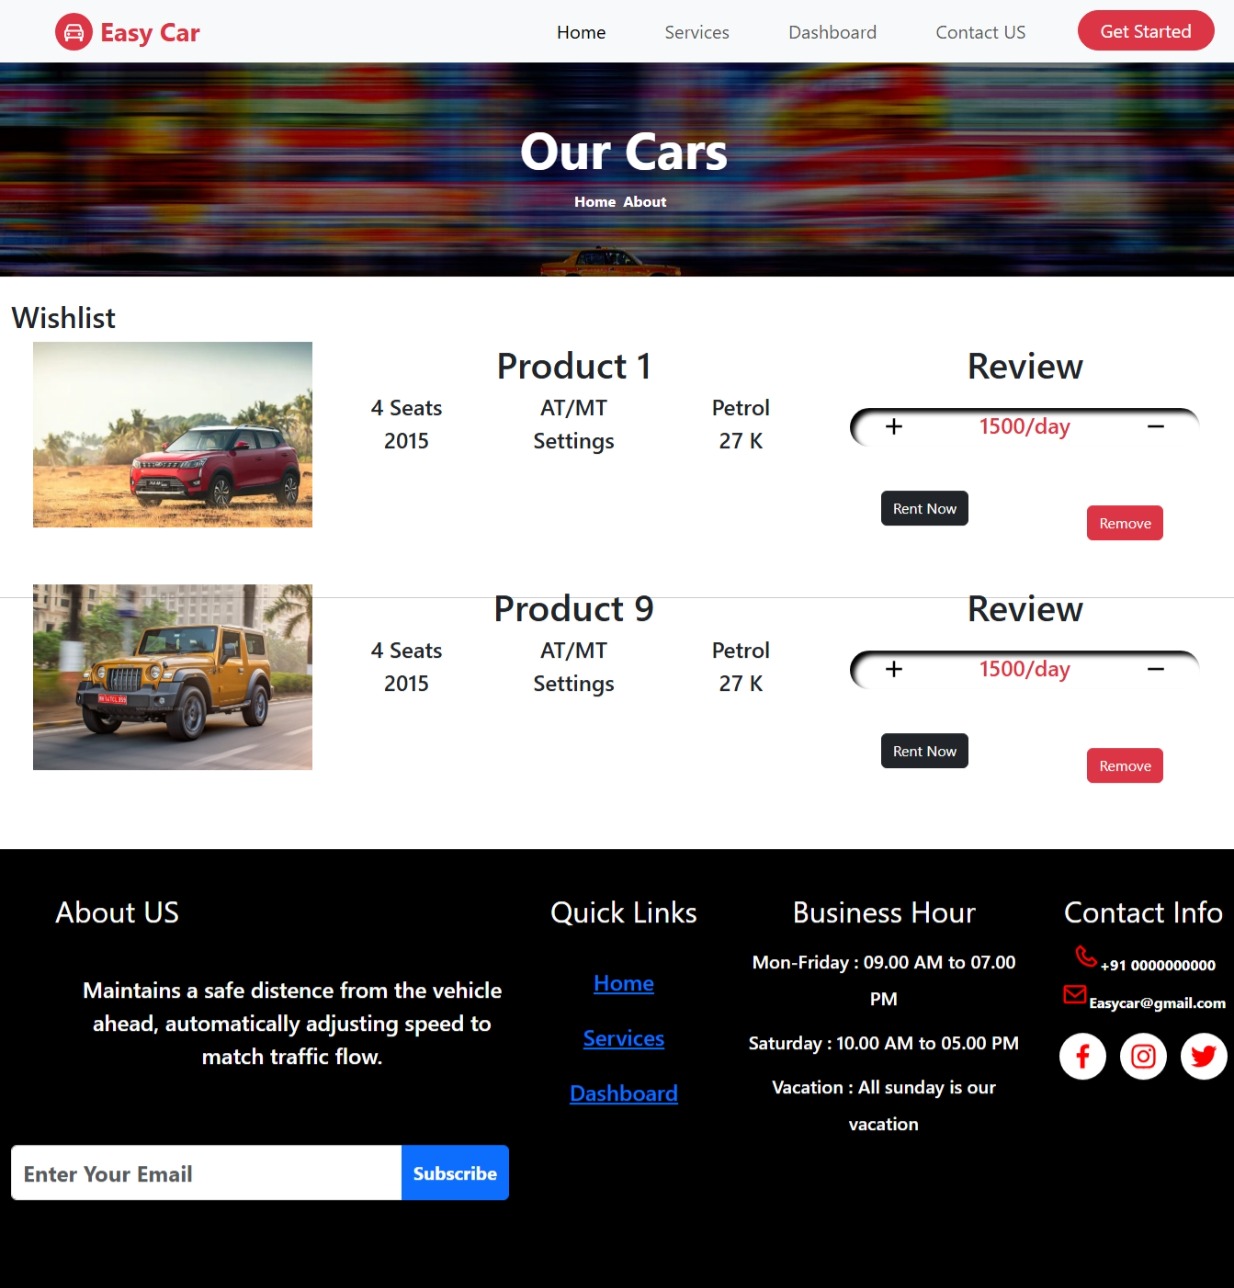 Easy Car
Home Services Dashboard Contact US Get Started
Our Cars
Home About
Wishlist
Product 1
4 Seats AT/MT Petrol
2015 Settings 27 K
Review
+ 1500/day −
Rent Now
Remove
Product 9
4 Seats AT/MT Petrol
2015 Settings 27 K
Review
+ 1500/day −
Rent Now
Remove
About US
Maintains a safe distence from the vehicle
ahead, automatically adjusting speed to
match traffic flow.
Enter Your Email Subscribe
Quick Links
Home
Services
Dashboard
Business Hour
Mon-Friday : 09.00 AM to 07.00
PM
Saturday : 10.00 AM to 05.00 PM
Vacation : All sunday is our
vacation
Contact Info
+91 0000000000
Easycar@gmail.com